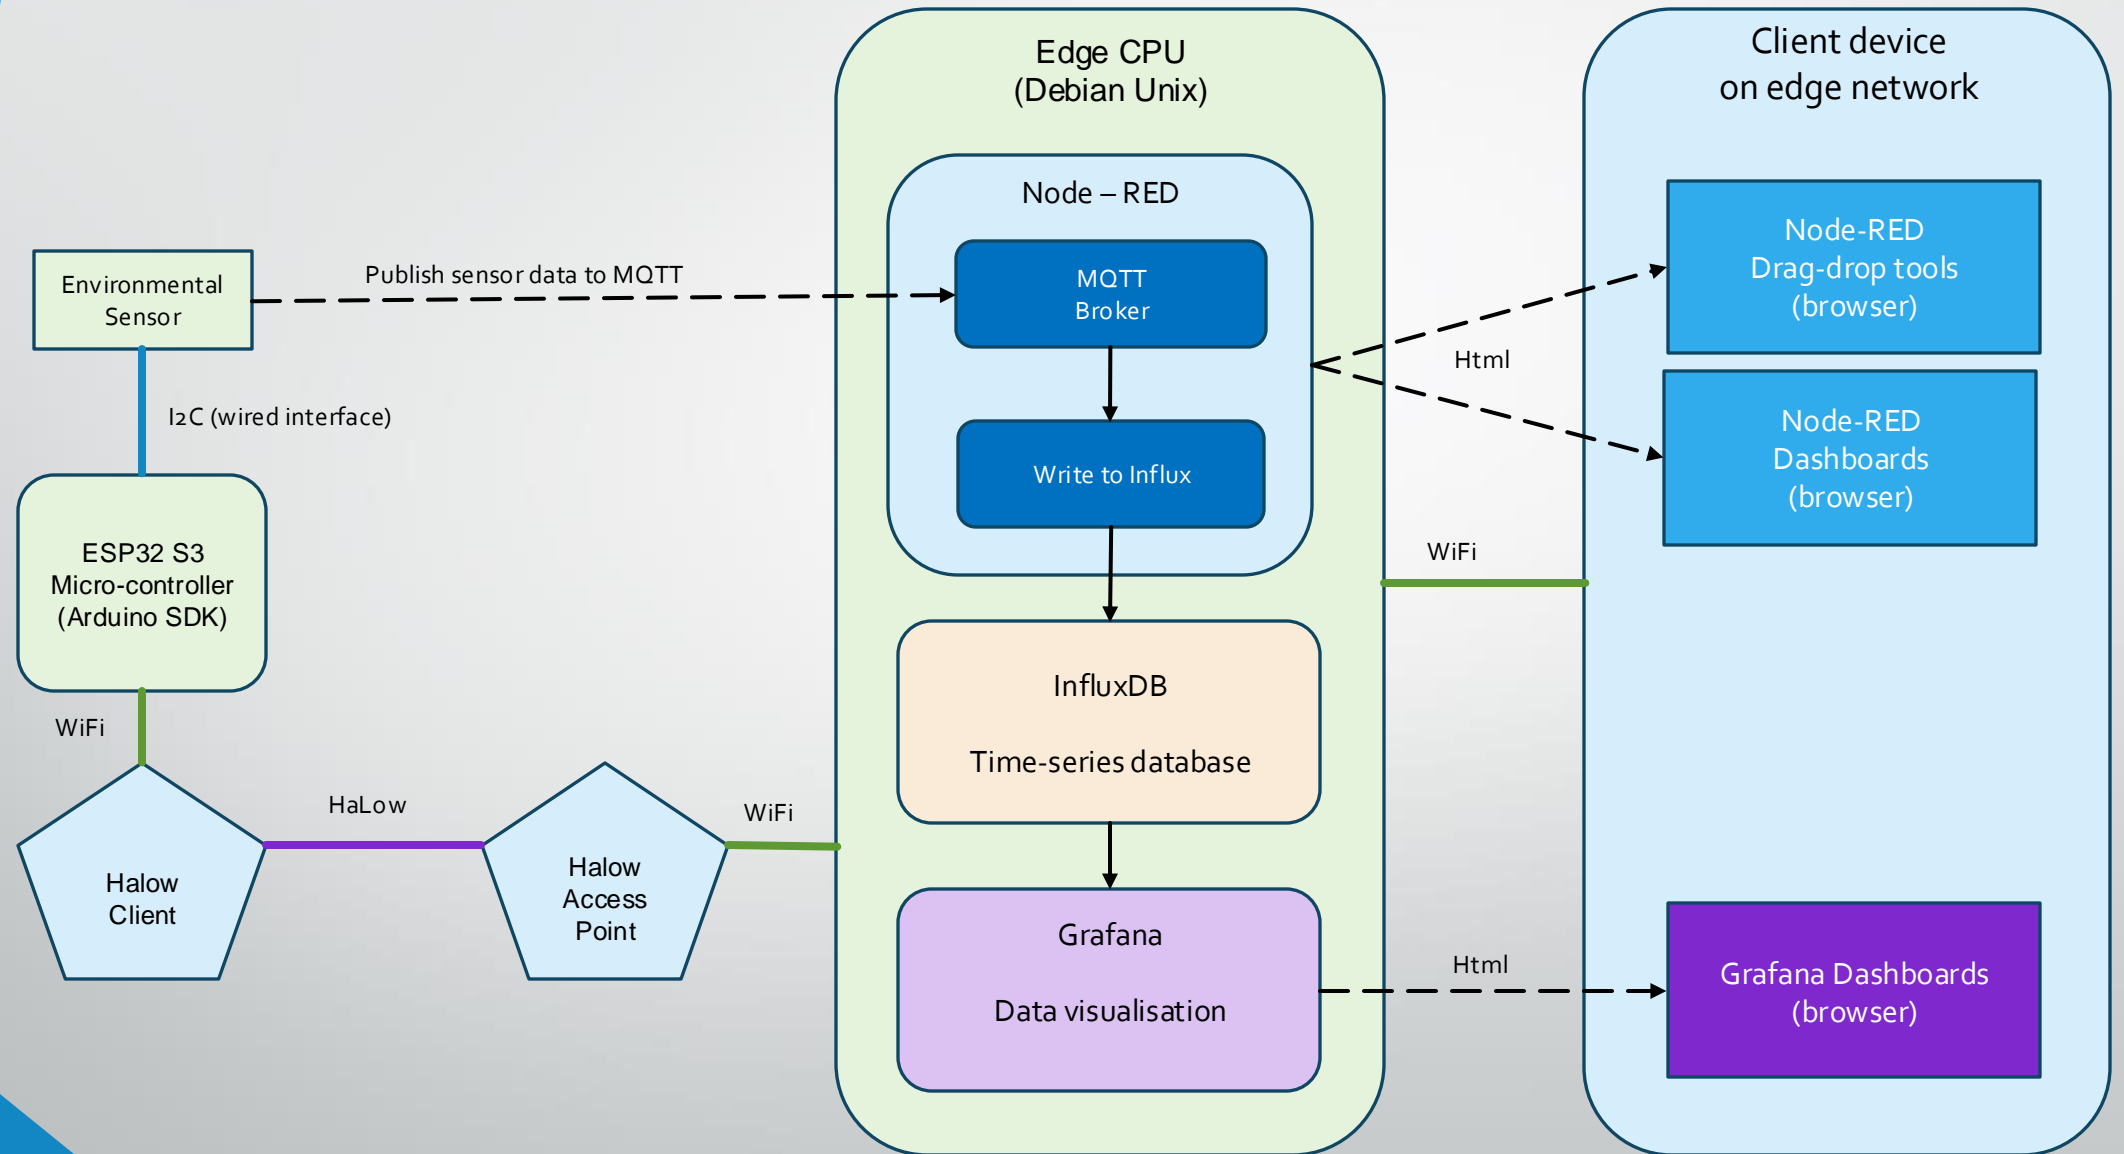 Edge CPU
(Debian Unix)
Client device
on edge network
Node – RED
MQTT
Broker
Write to Influx
Environmental
Sensor
Publish sensor data to MQTT
I2C (wired interface)
ESP32 S3
Micro-controller
(Arduino SDK)
WiFi
Halow
Client
HaLow
Halow
Access
Point
WiFi
InfluxDB
Time-series database
Grafana
Data visualisation
Html
WiFi
Html
Node-RED
Drag-drop tools
(browser)
Node-RED
Dashboards
(browser)
Grafana Dashboards
(browser)